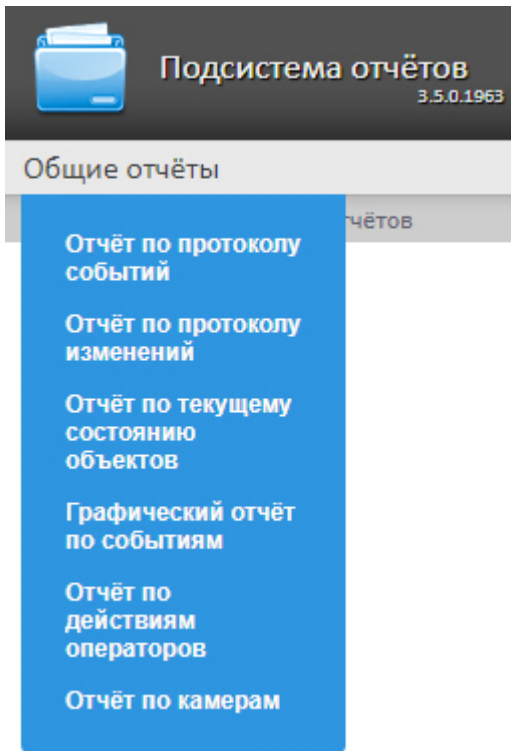 Подсистема отчётов
3.5.0.1963
Общие отчёты
чётов
Отчёт по протоколу
событий
Отчёт по протоколу
изменений
Отчёт по текущему
состоянию
объектов
Графический отчёт
по событиям
Отчёт по
действиям
операторов
Отчёт по камерам